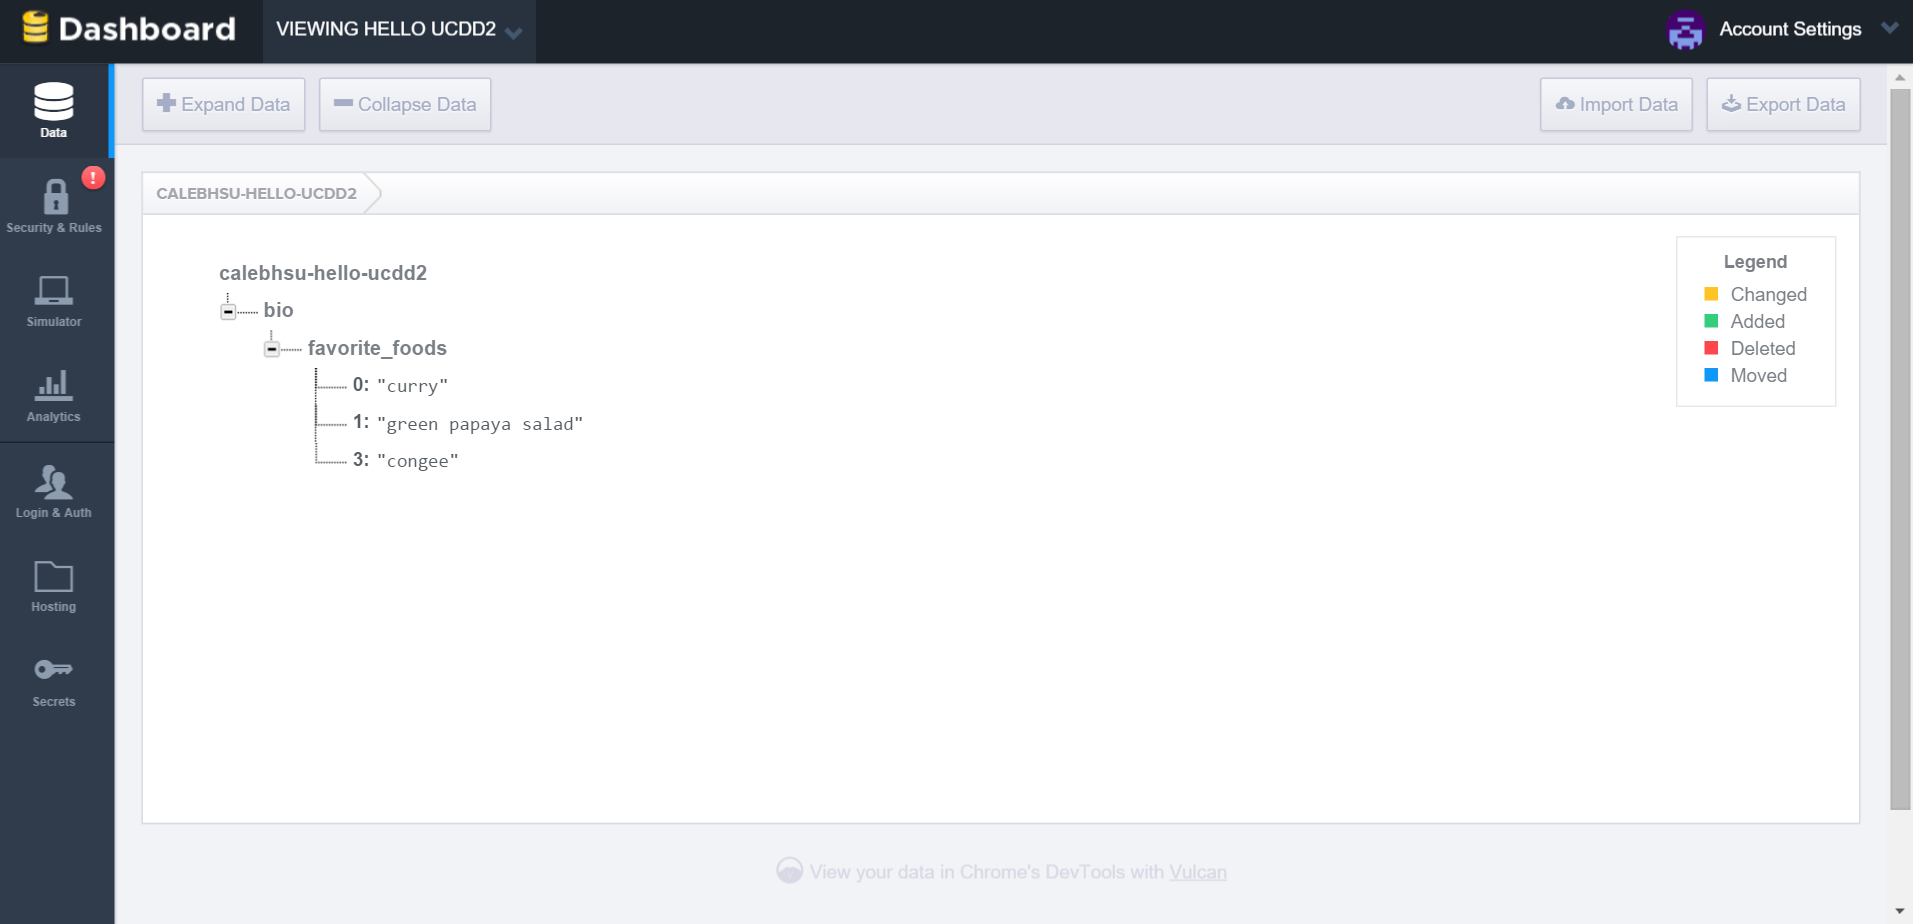 Dashboard
VIEWING HELLO UCDD2
Account Settings
Data
!
Security & Rules
Simulator
Analytics
Login & Auth
Hosting
Secrets
Expand Data
Collapse Data
Import Data
Export Data
CALEBHSU-HELLO-UCDD2
calebhsu-hello-ucdd2
bio
favorite_foods
0: "curry"
1: "green papaya salad"
3: "congee"
Legend
Changed
Added
Deleted
Moved
View your data in Chrome's DevTools with Vulcan